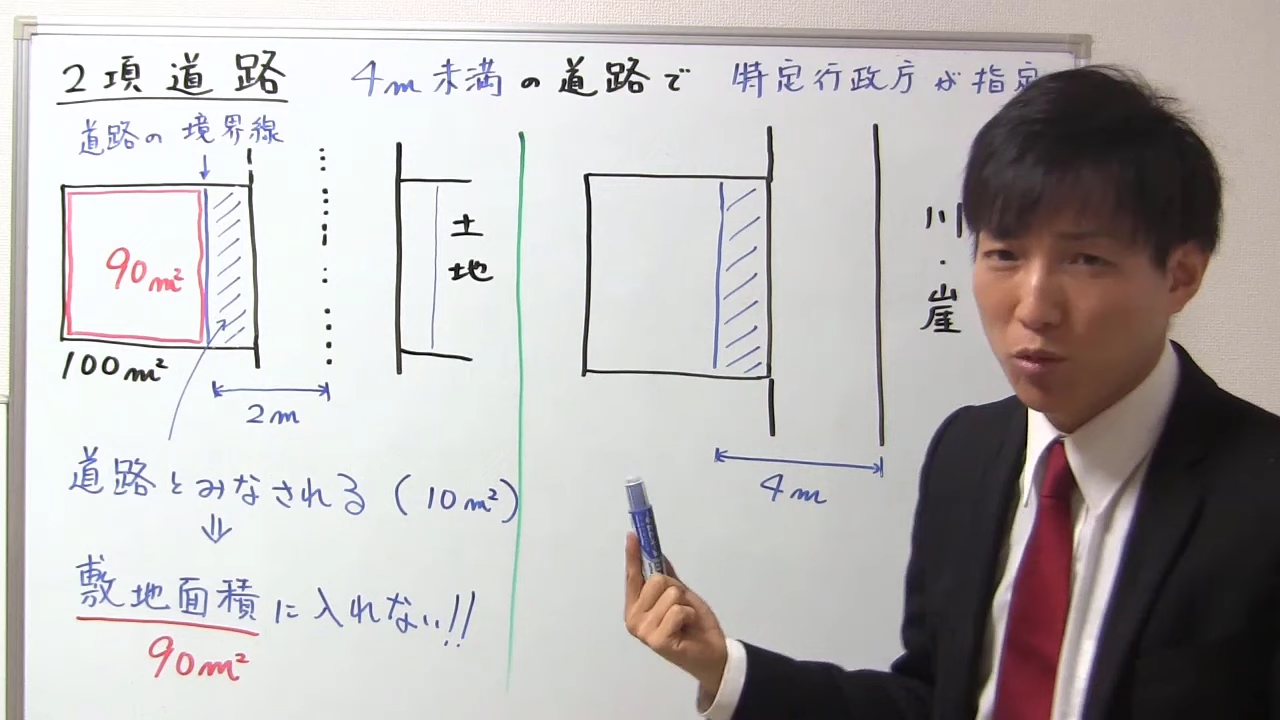 2項道路 4m未満の道路で 特定行政庁が指定
道路の境界線
90m²
100m²
2m
土地
川・崖
4m
道路とみなされる(10m²)
⇓
敷地面積に入れない!!
90m²